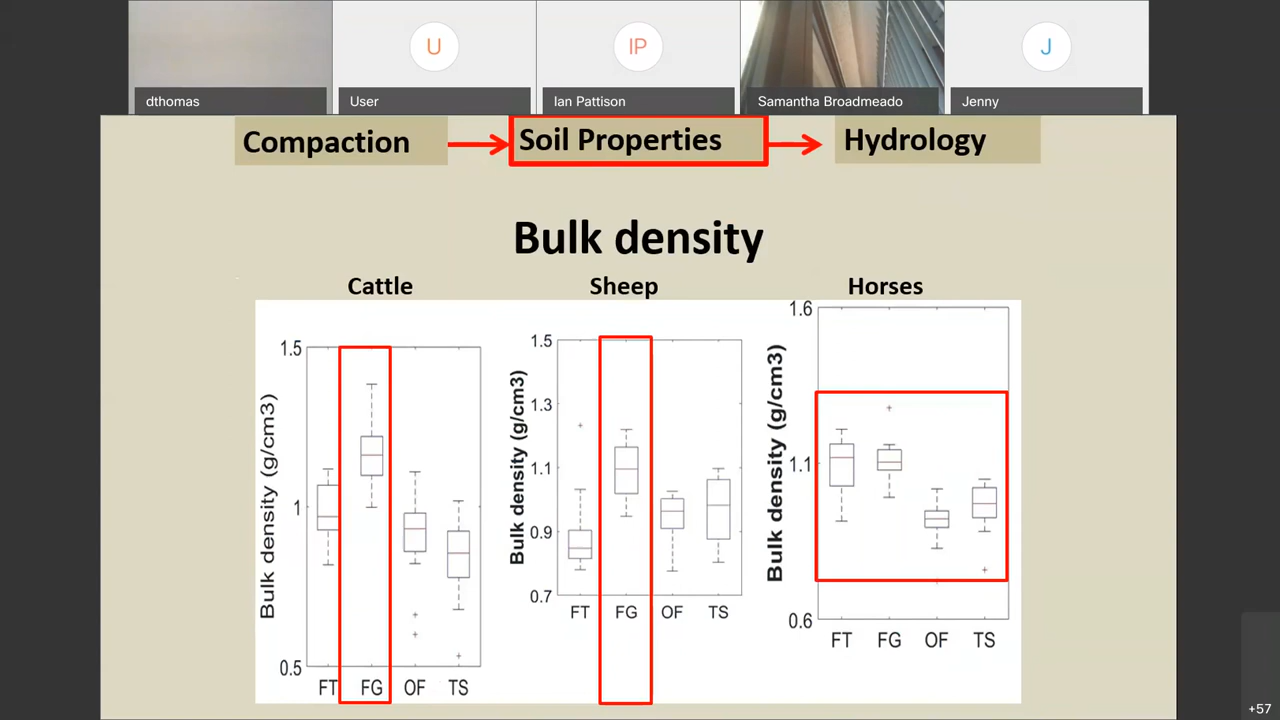 U
IP
J
dthomas
User
Ian Pattison
Samantha Broadmeado
Jenny
Compaction
Soil Properties
Hydrology
Bulk density
Cattle
Sheep
Horses
Bulk density (g/cm3)
1.5
1
0.5
FT
FG
OF
TS
Bulk density (g/cm3)
1.5
1.3
1.1
0.9
0.7
FT
FG
OF
TS
Bulk density (g/cm3)
1.6
1.1
0.6
FT
FG
OF
TS
+57